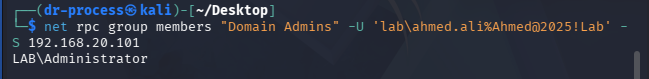 ┌──(dr-process㉿kali)-[~/Desktop]
└─$ net rpc group members "Domain Admins" -U 'lab\ahmed.ali%Ahmed@2025!Lab' -
S 192.168.20.101
LAB\Administrator